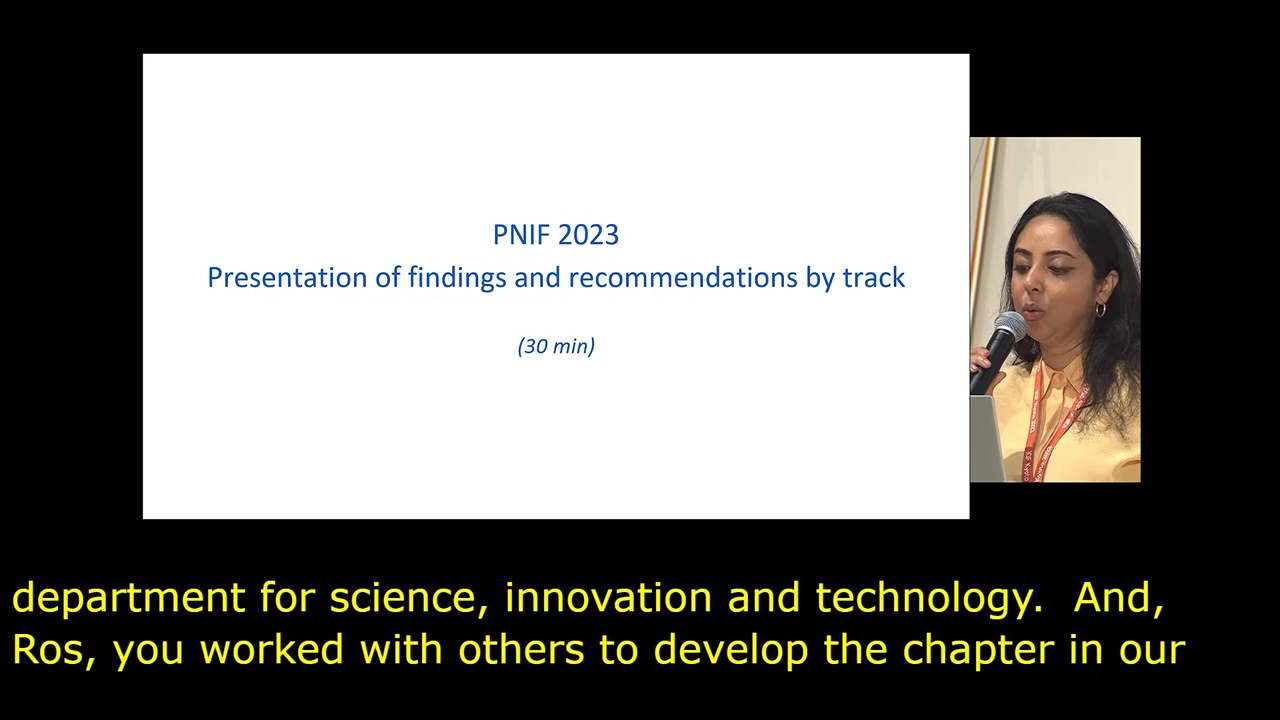 PNIF 2023
Presentation of findings and recommendations by track
(30 min)
department for science, innovation and technology.  And,
Ros, you worked with others to develop the chapter in our